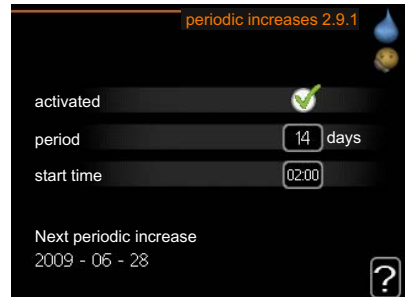 periodic increases 2.9.1
activated
period 14 days
start time 02:00
Next periodic increase
2009 - 06 - 28
?